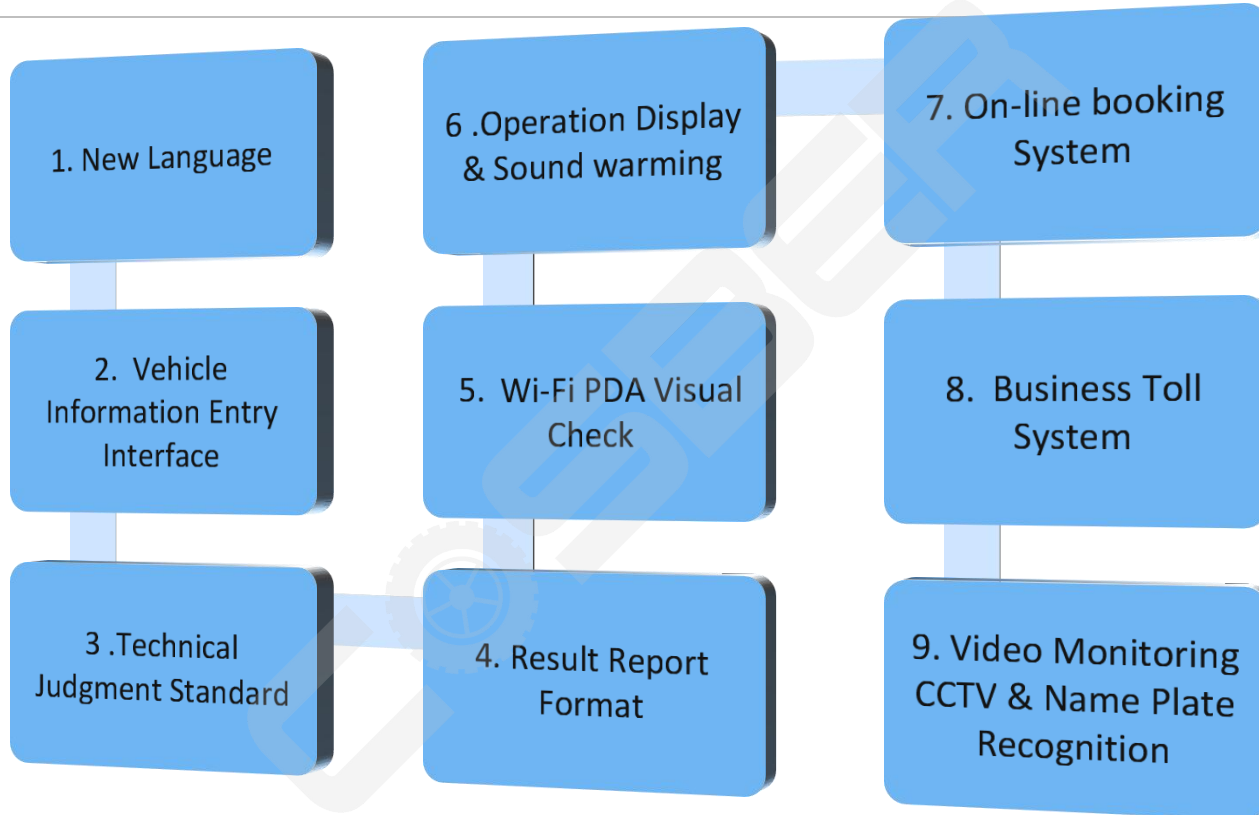 1. New Language
2. Vehicle
Information Entry
Interface
3 .Technical
Judgment Standard
4. Result Report
Format
5. Wi-Fi PDA Visual
Check
6 .Operation Display
& Sound warming
7. On-line booking
System
8. Business Toll
System
9. Video Monitoring
CCTV & Name Plate
Recognition
COSBER